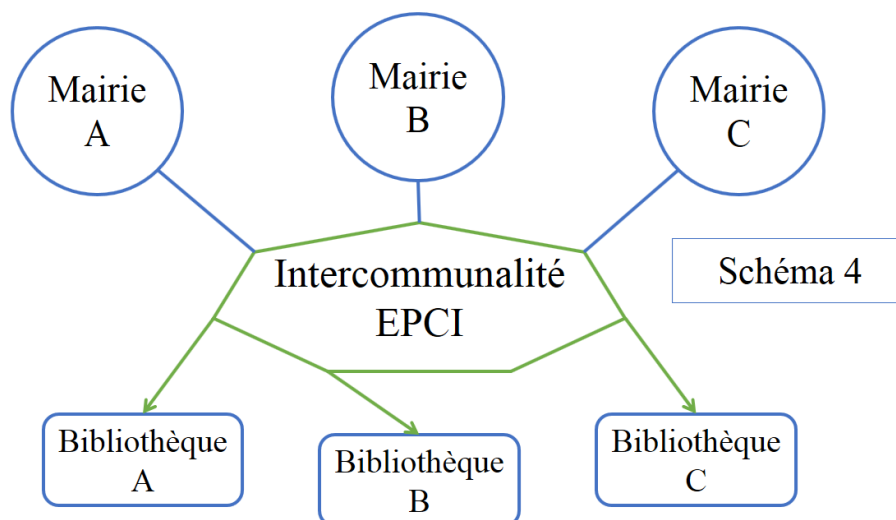 Mairie
A
Mairie
B
Mairie
C
Intercommunalité
EPCI
Schéma 4
Bibliothèque
A
Bibliothèque
B
Bibliothèque
C